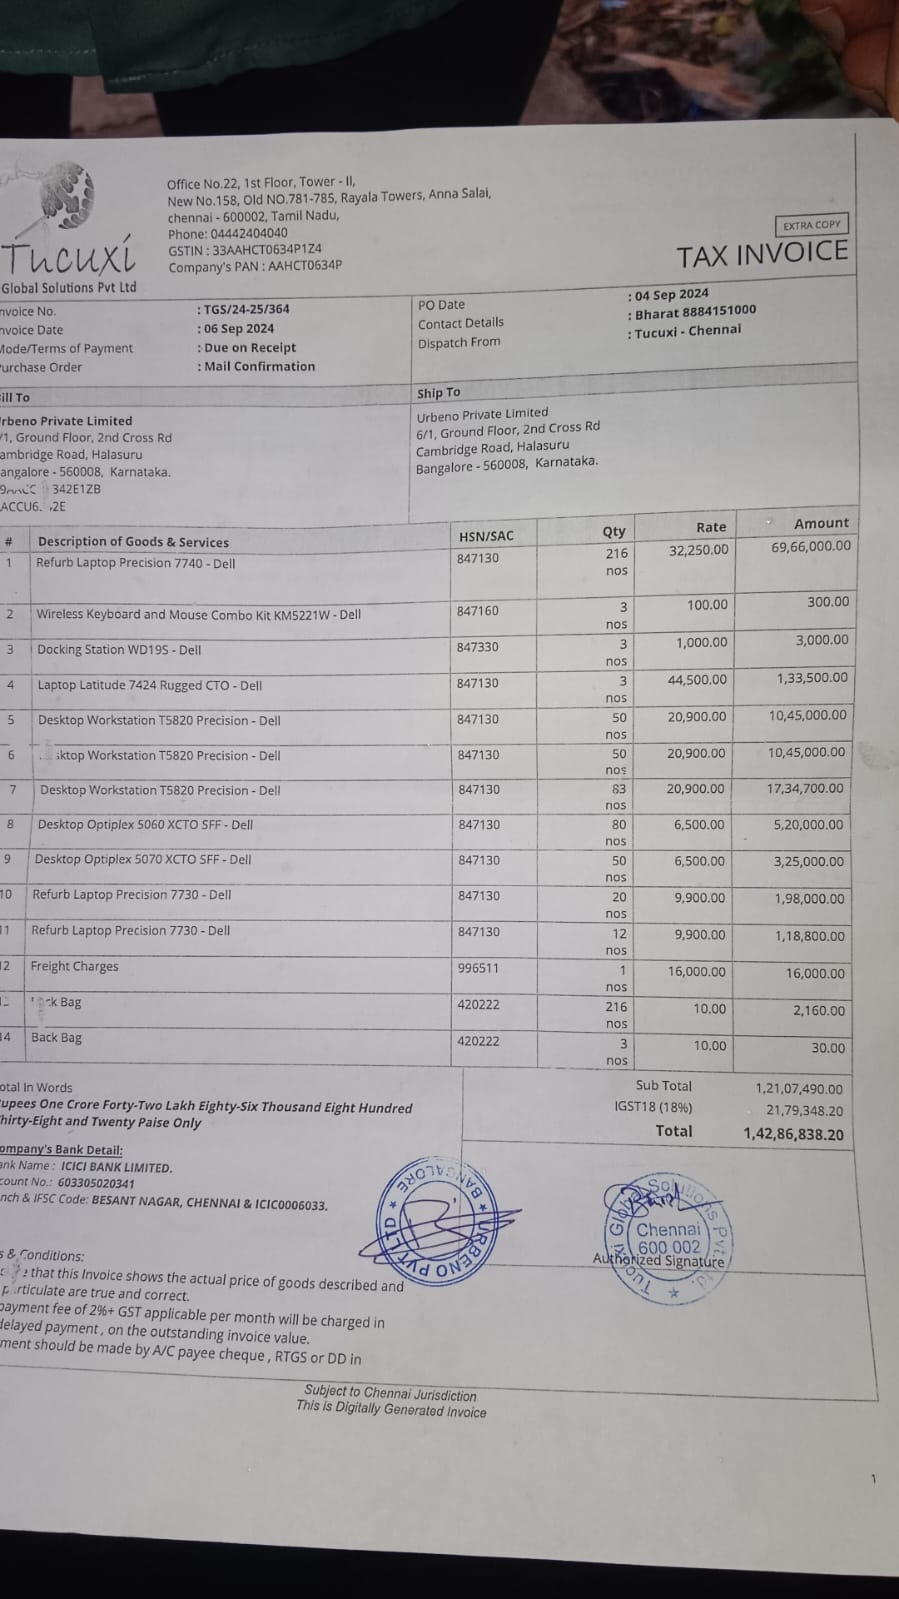 Tucuxi
Global Solutions Pvt Ltd
Office No.22, 1st Floor, Tower - II,
New No.158, Old NO.781-785, Rayala Towers, Anna Salai,
chennai - 600002, Tamil Nadu,
Phone: 04442404040
GSTIN : 33AAHCT0634P1Z4
Company's PAN : AAHCT0634P
EXTRA COPY
TAX INVOICE
nvoice No. : TGS/24-25/364
nvoice Date : 06 Sep 2024
Mode/Terms of Payment : Due on Receipt
urchase Order : Mail Confirmation
PO Date : 04 Sep 2024
Contact Details : Bharat 8884151000
Dispatch From : Tucuxi - Chennai
ill To
rbeno Private Limited
/1, Ground Floor, 2nd Cross Rd
ambridge Road, Halasuru
angalore - 560008, Karnataka.
342E1ZB
ACCU6. 2E
Ship To
Urbeno Private Limited
6/1, Ground Floor, 2nd Cross Rd
Cambridge Road, Halasuru
Bangalore - 560008, Karnataka.
# Description of Goods & Services HSN/SAC Qty Rate Amount
1 Refurb Laptop Precision 7740 - Dell 847130 216 32,250.00 69,66,000.00
nos
2 Wireless Keyboard and Mouse Combo Kit KM5221W - Dell 847160 3 100.00 300.00
nos
3 Docking Station WD19S - Dell 847330 3 1,000.00 3,000.00
nos
4 Laptop Latitude 7424 Rugged CTO - Dell 847130 3 44,500.00 1,33,500.00
nos
5 Desktop Workstation T5820 Precision - Dell 847130 50 20,900.00 10,45,000.00
nos
6 sktop Workstation T5820 Precision - Dell 847130 50 20,900.00 10,45,000.00
nos
7 Desktop Workstation T5820 Precision - Dell 847130 83 20,900.00 17,34,700.00
nos
8 Desktop Optiplex 5060 XCTO SFF - Dell 847130 80 6,500.00 5,20,000.00
nos
9 Desktop Optiplex 5070 XCTO SFF - Dell 847130 50 6,500.00 3,25,000.00
nos
10 Refurb Laptop Precision 7730 - Dell 847130 20 9,900.00 1,98,000.00
nos
11 Refurb Laptop Precision 7730 - Dell 847130 12 9,900.00 1,18,800.00
nos
12 Freight Charges 996511 1 16,000.00 16,000.00
nos
ck Bag 420222 216 10.00 2,160.00
nos
14 Back Bag 420222 3 10.00 30.00
nos
Sub Total 1,21,07,490.00
IGST18 (18%) 21,79,348.20
Total 1,42,86,838.20
otal In Words
upees One Crore Forty-Two Lakh Eighty-Six Thousand Eight Hundred
hirty-Eight and Twenty Paise Only
ompany's Bank Detail:
ank Name : ICICI BANK LIMITED.
count No.: 603305020341
nch & IFSC Code: BESANT NAGAR, CHENNAI & ICIC0006033.
URBENO PVT LTD ★ BANGALORE ★
Tucuxi Global Solutions Pvt. Ltd. ★
Chennai
600 002
Authorized Signature
s & Conditions:
that this Invoice shows the actual price of goods described and
rticulate are true and correct.
payment fee of 2%+ GST applicable per month will be charged in
delayed payment, on the outstanding invoice value.
ment should be made by A/C payee cheque, RTGS or DD in
Subject to Chennai Jurisdiction
This is Digitally Generated Invoice
1